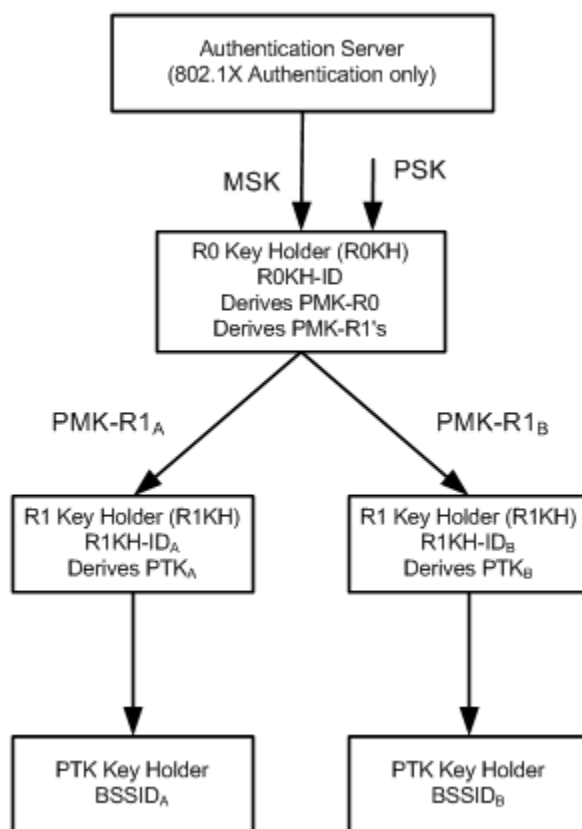 Authentication Server
(802.1X Authentication only)
MSK
PSK
R0 Key Holder (R0KH)
R0KH-ID
Derives PMK-R0
Derives PMK-R1's
PMK-R1A
PMK-R1B
R1 Key Holder (R1KH)
R1KH-IDA
Derives PTKA
R1 Key Holder (R1KH)
R1KH-IDB
Derives PTKB
PTK Key Holder
BSSIDA
PTK Key Holder
BSSIDB